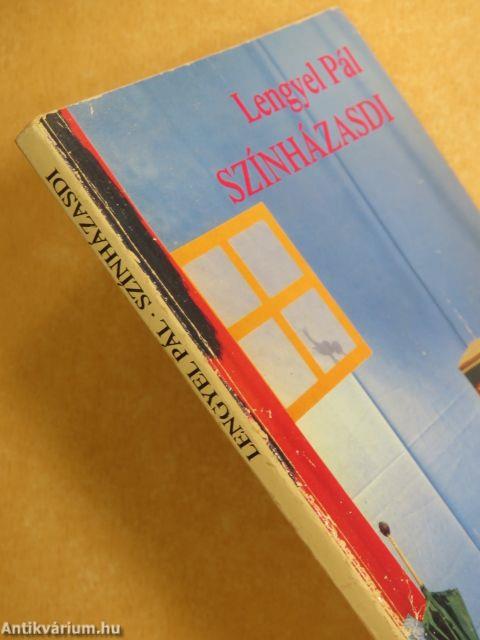 Lengyel Pál
SZÍNHÁZASDI
LENGYEL PÁL · SZÍNHÁZASDI
Antikvárium.hu